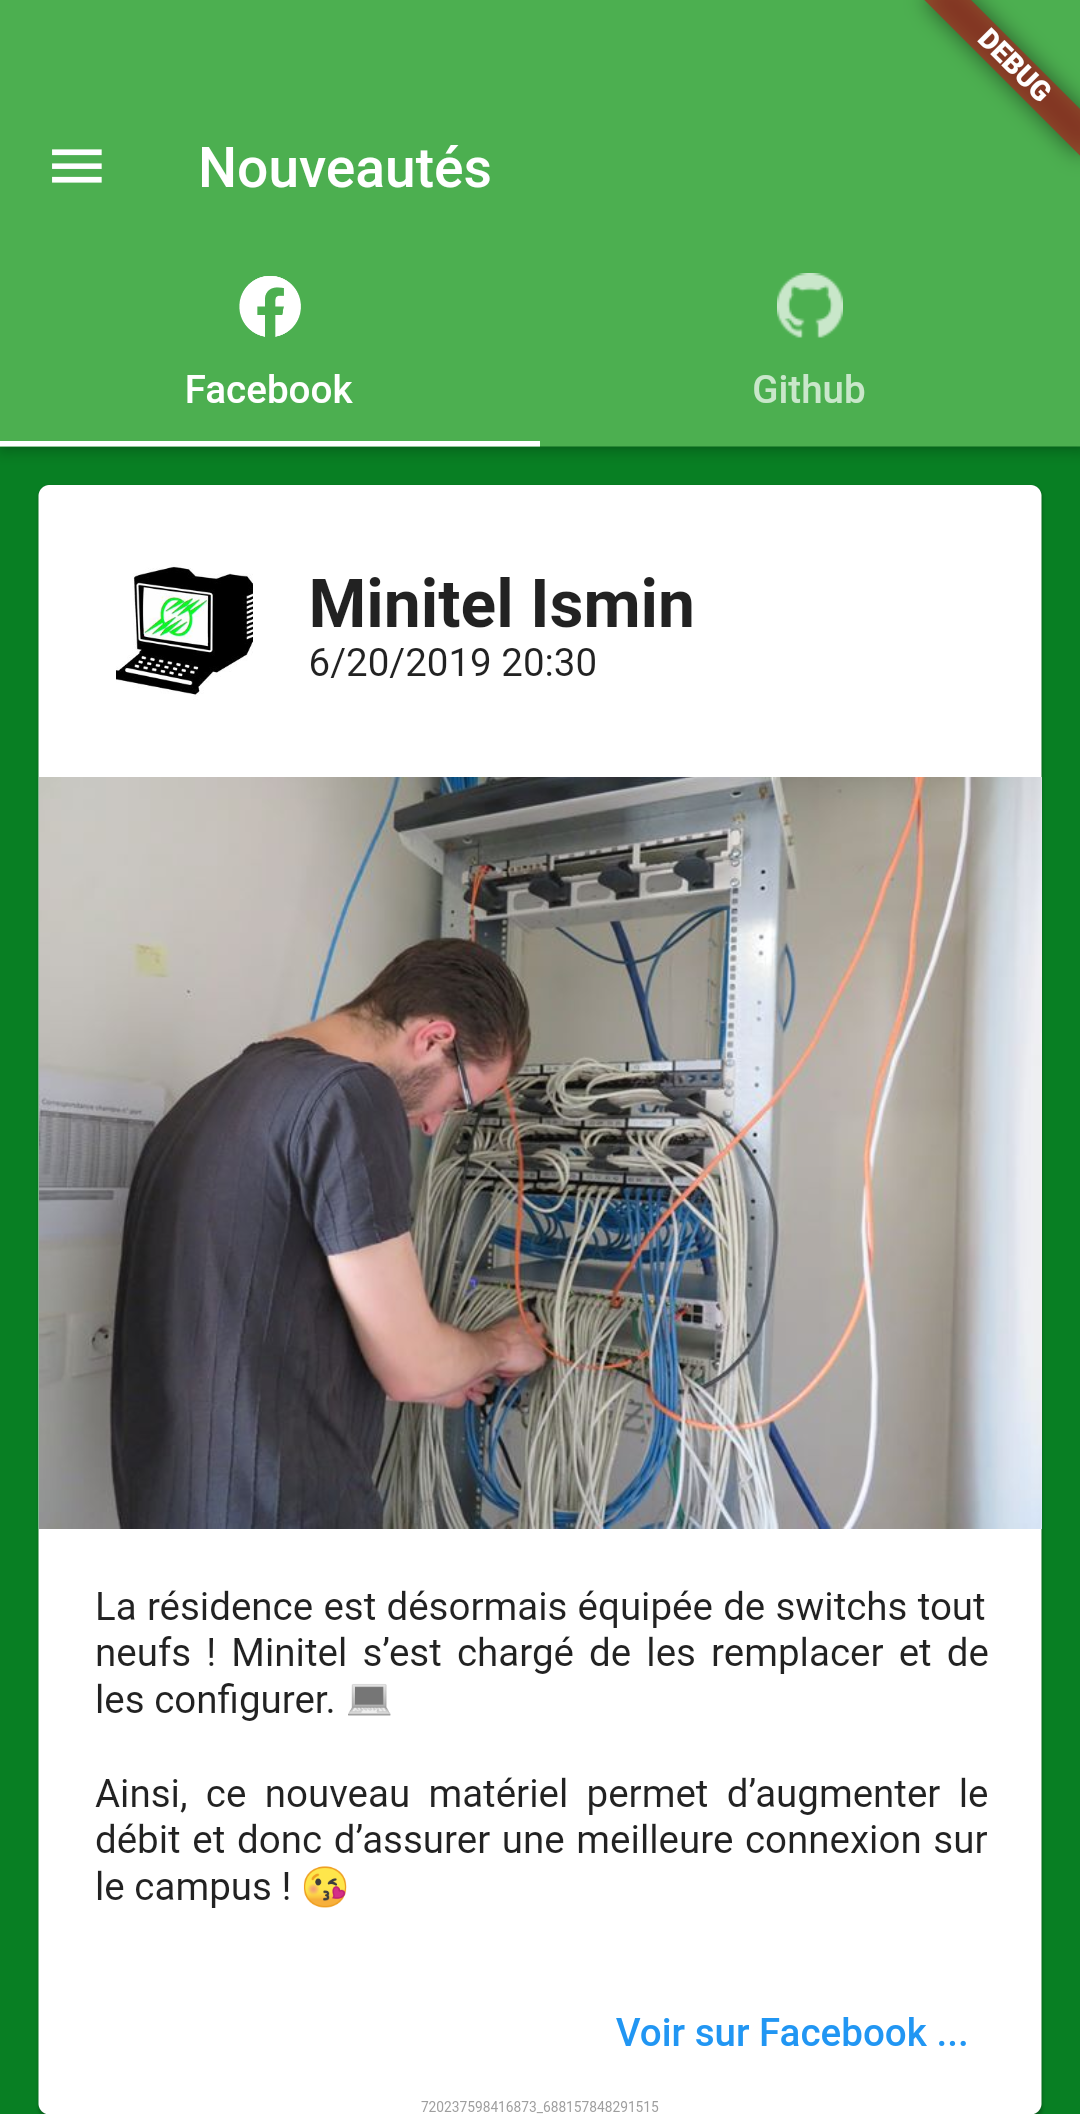 DEBUG
Nouveautés
Facebook
Github
Minitel Ismin
6/20/2019 20:30
Correspondance
La résidence est désormais équipée de switchs tout
neufs ! Minitel s’est chargé de les remplacer et de
les configurer. 💻
Ainsi, ce nouveau matériel permet d’augmenter le
débit et donc d’assurer une meilleure connexion sur
le campus ! 😘
Voir sur Facebook ...
720237598416873_688157848291515